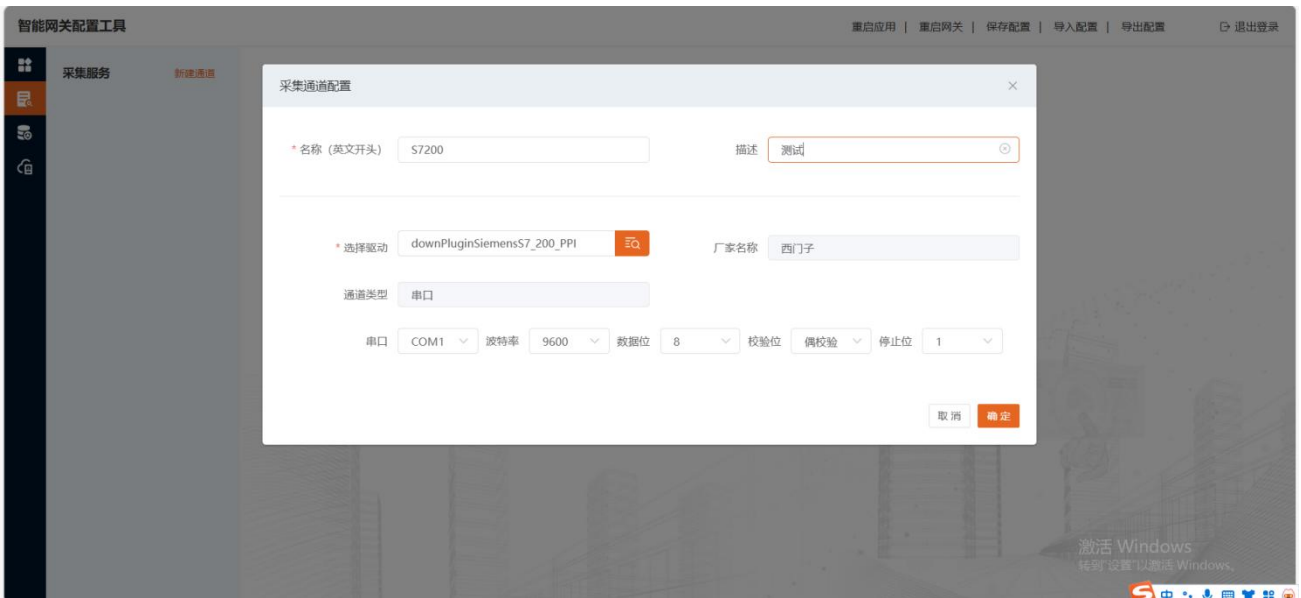 智能网关配置工具 重启应用 | 重启网关 | 保存配置 | 导入配置 | 导出配置 退出登录
采集服务 新建通道
采集通道配置
* 名称 (英文开头) S7200 描述 测试
* 选择驱动 downPluginSiemensS7_200_PPI 厂家名称 西门子
通道类型 串口
串口 COM1 波特率 9600 数据位 8 校验位 偶校验 停止位 1
取消 确定
激活 Windows
转到"设置"以激活 Windows。
中